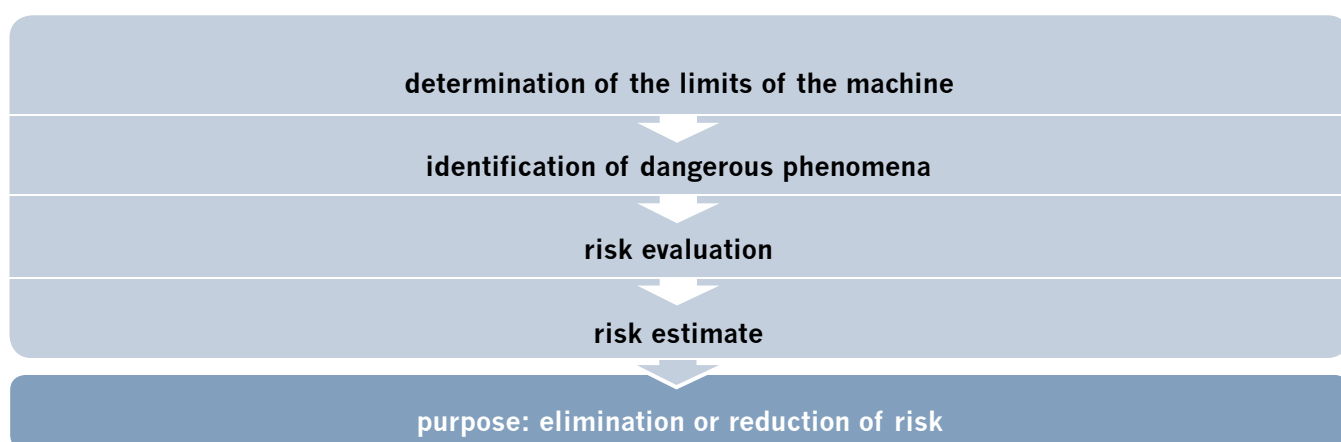 determination of the limits of the machine
identification of dangerous phenomena
risk evaluation
risk estimate
purpose: elimination or reduction of risk